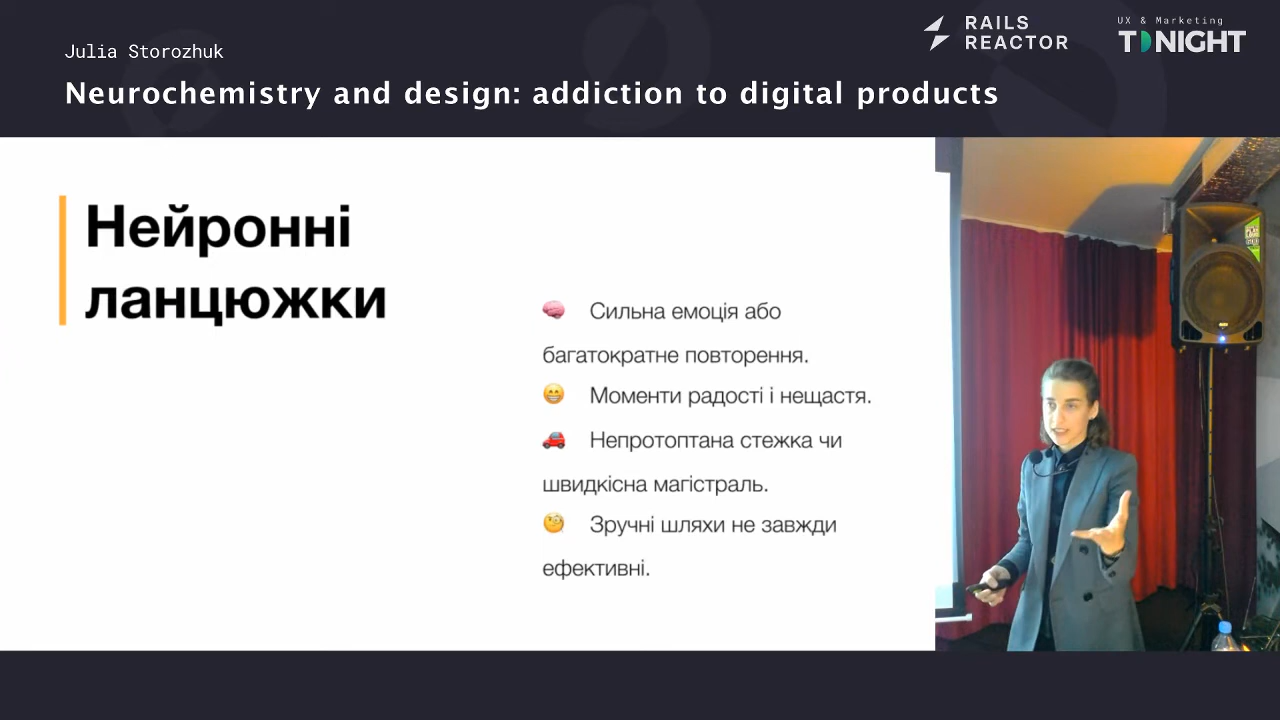 Julia Storozhuk
Neurochemistry and design: addiction to digital products
RAILS
REACTOR
UX & Marketing
TONIGHT
Нейронні
ланцюжки
Сильна емоція або
багатократне повторення.
Моменти радості і нещастя.
Непротоптана стежка чи
швидкісна магістраль.
Зручні шляхи не завжди
ефективні.